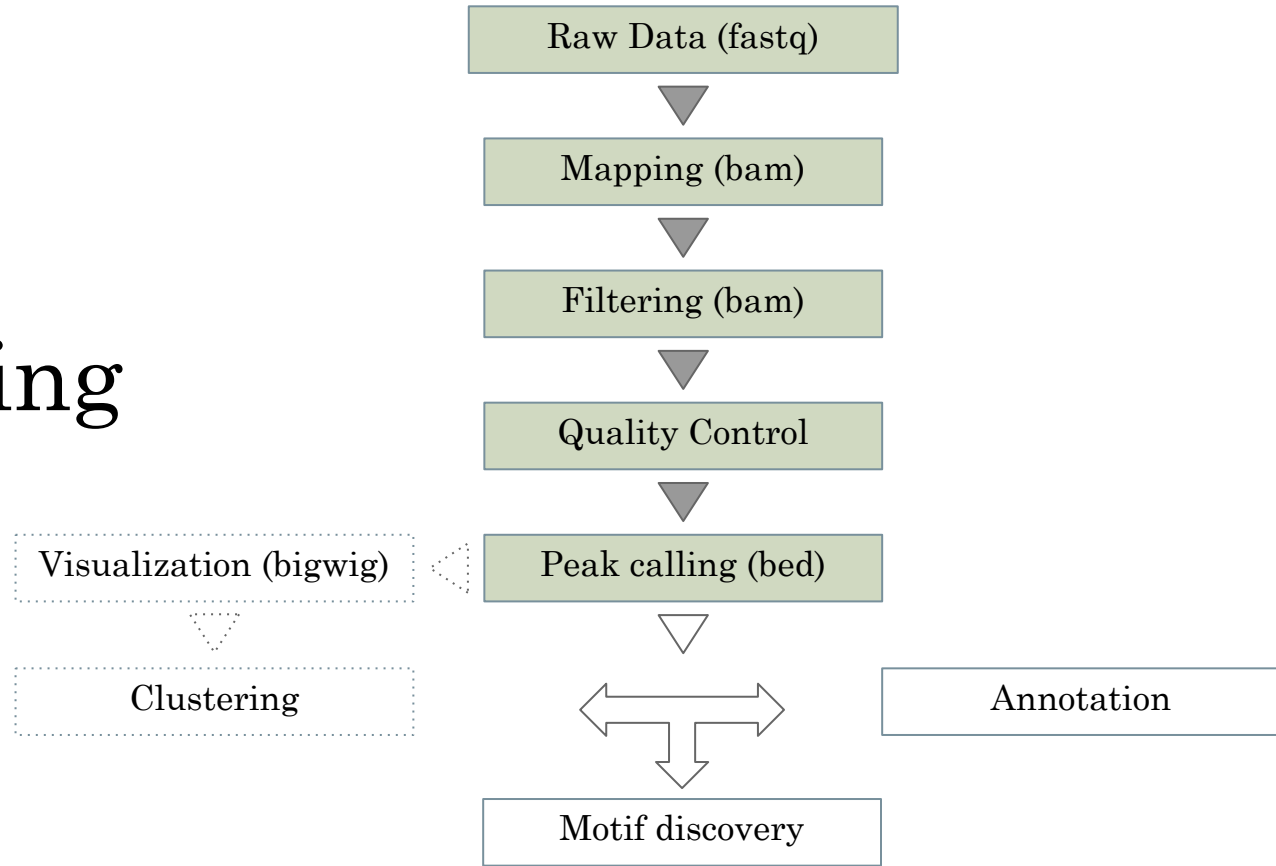 Raw Data (fastq)
Mapping (bam)
Filtering (bam)
ing
Quality Control
Visualization (bigwig)
Peak calling (bed)
Clustering
Annotation
Motif discovery